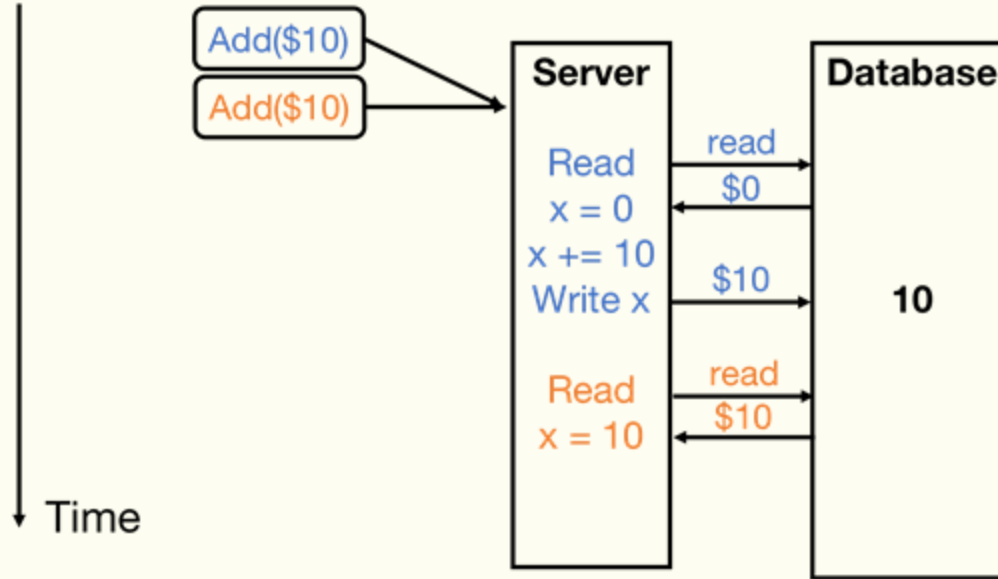 Add($10)
Add($10)
Server
Database
Read
read
x = 0
$0
x += 10
Write x
$10
10
Read
read
x = 10
$10
Time